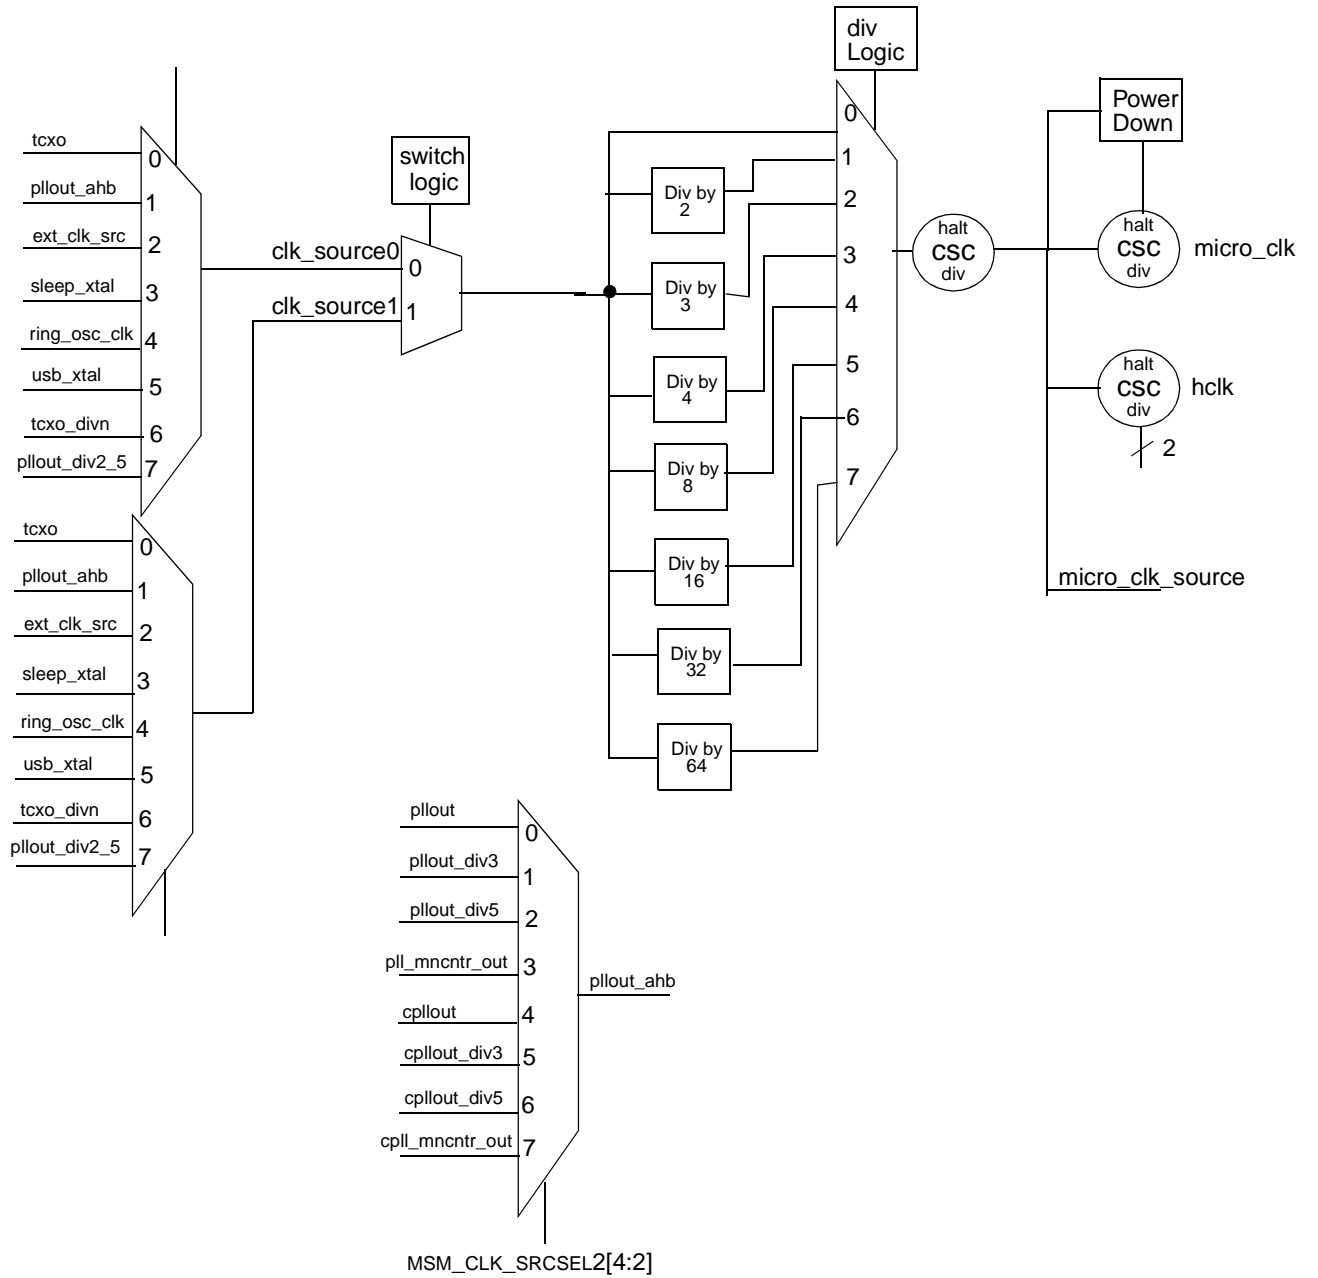 div
Logic
Power
Down
tcxo
0
pllout_ahb
1
ext_clk_src
2
sleep_xtal
3
ring_osc_clk
4
usb_xtal
5
tcxo_divn
6
pllout_div2_5
7
switch
logic
clk_source0
0
clk_source1
1
tcxo
0
pllout_ahb
1
ext_clk_src
2
sleep_xtal
3
ring_osc_clk
4
usb_xtal
5
tcxo_divn
6
pllout_div2_5
7
Div by
2
Div by
3
Div by
4
Div by
8
Div by
16
Div by
32
Div by
64
0
1
2
3
4
5
6
7
halt
CSC
div
halt
CSC
div
micro_clk
halt
CSC
div
hclk
2
micro_clk_source
pllout
0
pllout_div3
1
pllout_div5
2
pll_mncntr_out
3
cpllout
4
cpllout_div3
5
cpllout_div5
6
cpll_mncntr_out
7
pllout_ahb
MSM_CLK_SRCSEL2[4:2]